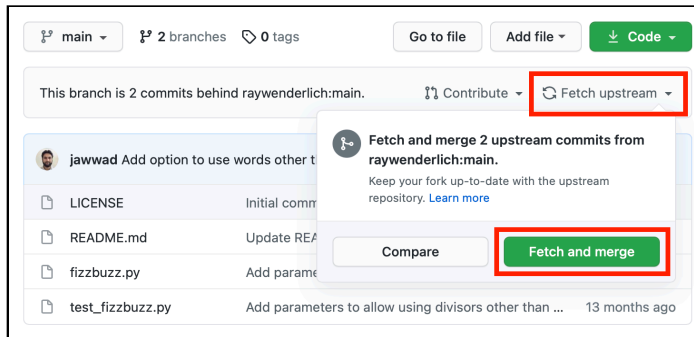 main 2 branches 0 tags Go to file Add file Code
This branch is 2 commits behind raywenderlich:main. Contribute Fetch upstream
Fetch and merge 2 upstream commits from
raywenderlich:main.
Keep your fork up-to-date with the upstream
repository. Learn more
Compare Fetch and merge
jawwad Add option to use words other t
LICENSE Initial comm
README.md Update REA
fizzbuzz.py Add parame
test_fizzbuzz.py Add parameters to allow using divisors other than ... 13 months ago